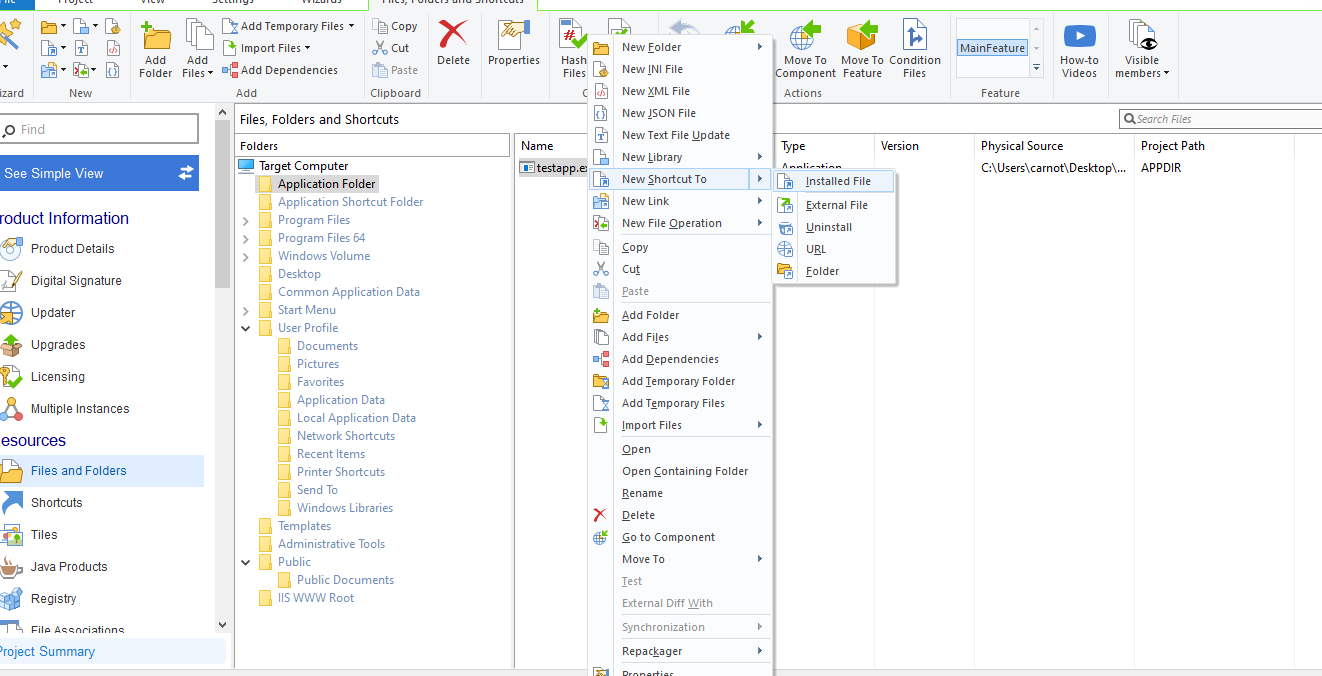 File
Project
View
Settings
Wizards
Files, Folders and Shortcuts
Wizard
New
Add Folder
Add Files
Add Temporary Files
Import Files
Add Dependencies
Add
Copy
Cut
Paste
Clipboard
Delete
Properties
Hash
Files
Move To Component
Move To Feature
Condition Files
Actions
MainFeature
Feature
How-to Videos
Visible members
Find
See Simple View
roduct Information
Product Details
Digital Signature
Updater
Upgrades
Licensing
Multiple Instances
esources
Files and Folders
Shortcuts
Tiles
Java Products
Registry
File Associations
Project Summary
Files, Folders and Shortcuts
Search Files
Folders
Target Computer
Application Folder
Application Shortcut Folder
Program Files
Program Files 64
Windows Volume
Desktop
Common Application Data
Start Menu
User Profile
Documents
Pictures
Favorites
Application Data
Local Application Data
Network Shortcuts
Recent Items
Printer Shortcuts
Send To
Windows Libraries
Templates
Administrative Tools
Public
Public Documents
IIS WWW Root
Name
Type
Version
Physical Source
Project Path
testapp.ex
Application
C:\Users\carnot\Desktop\...
APPDIR
New Folder
New INI File
New XML File
New JSON File
New Text File Update
New Library
New Shortcut To
New Link
New File Operation
Copy
Cut
Paste
Add Folder
Add Files
Add Dependencies
Add Temporary Folder
Add Temporary Files
Import Files
Open
Open Containing Folder
Rename
Delete
Go to Component
Move To
Test
External Diff With
Synchronization
Repackager
Properties
Installed File
External File
Uninstall
URL
Folder